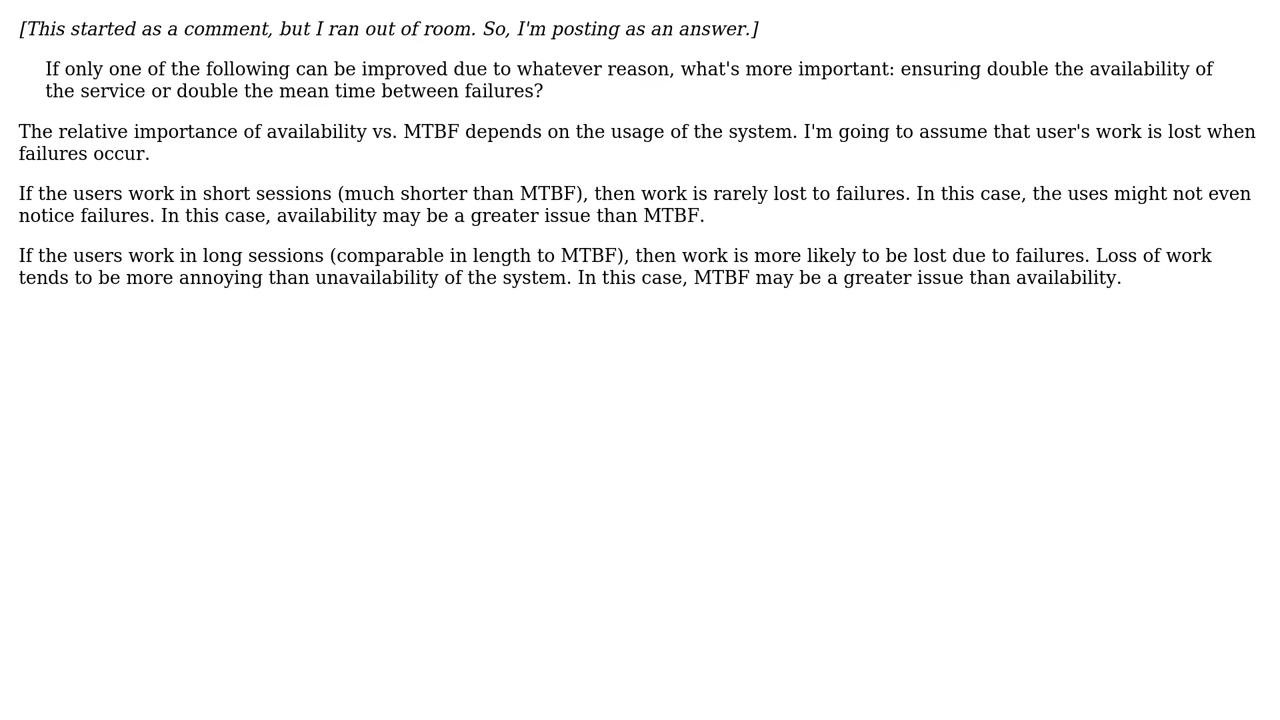 [This started as a comment, but I ran out of room. So, I'm posting as an answer.]
If only one of the following can be improved due to whatever reason, what's more important: ensuring double the availability of
the service or double the mean time between failures?
The relative importance of availability vs. MTBF depends on the usage of the system. I'm going to assume that user's work is lost when
failures occur.
If the users work in short sessions (much shorter than MTBF), then work is rarely lost to failures. In this case, the uses might not even
notice failures. In this case, availability may be a greater issue than MTBF.
If the users work in long sessions (comparable in length to MTBF), then work is more likely to be lost due to failures. Loss of work
tends to be more annoying than unavailability of the system. In this case, MTBF may be a greater issue than availability.